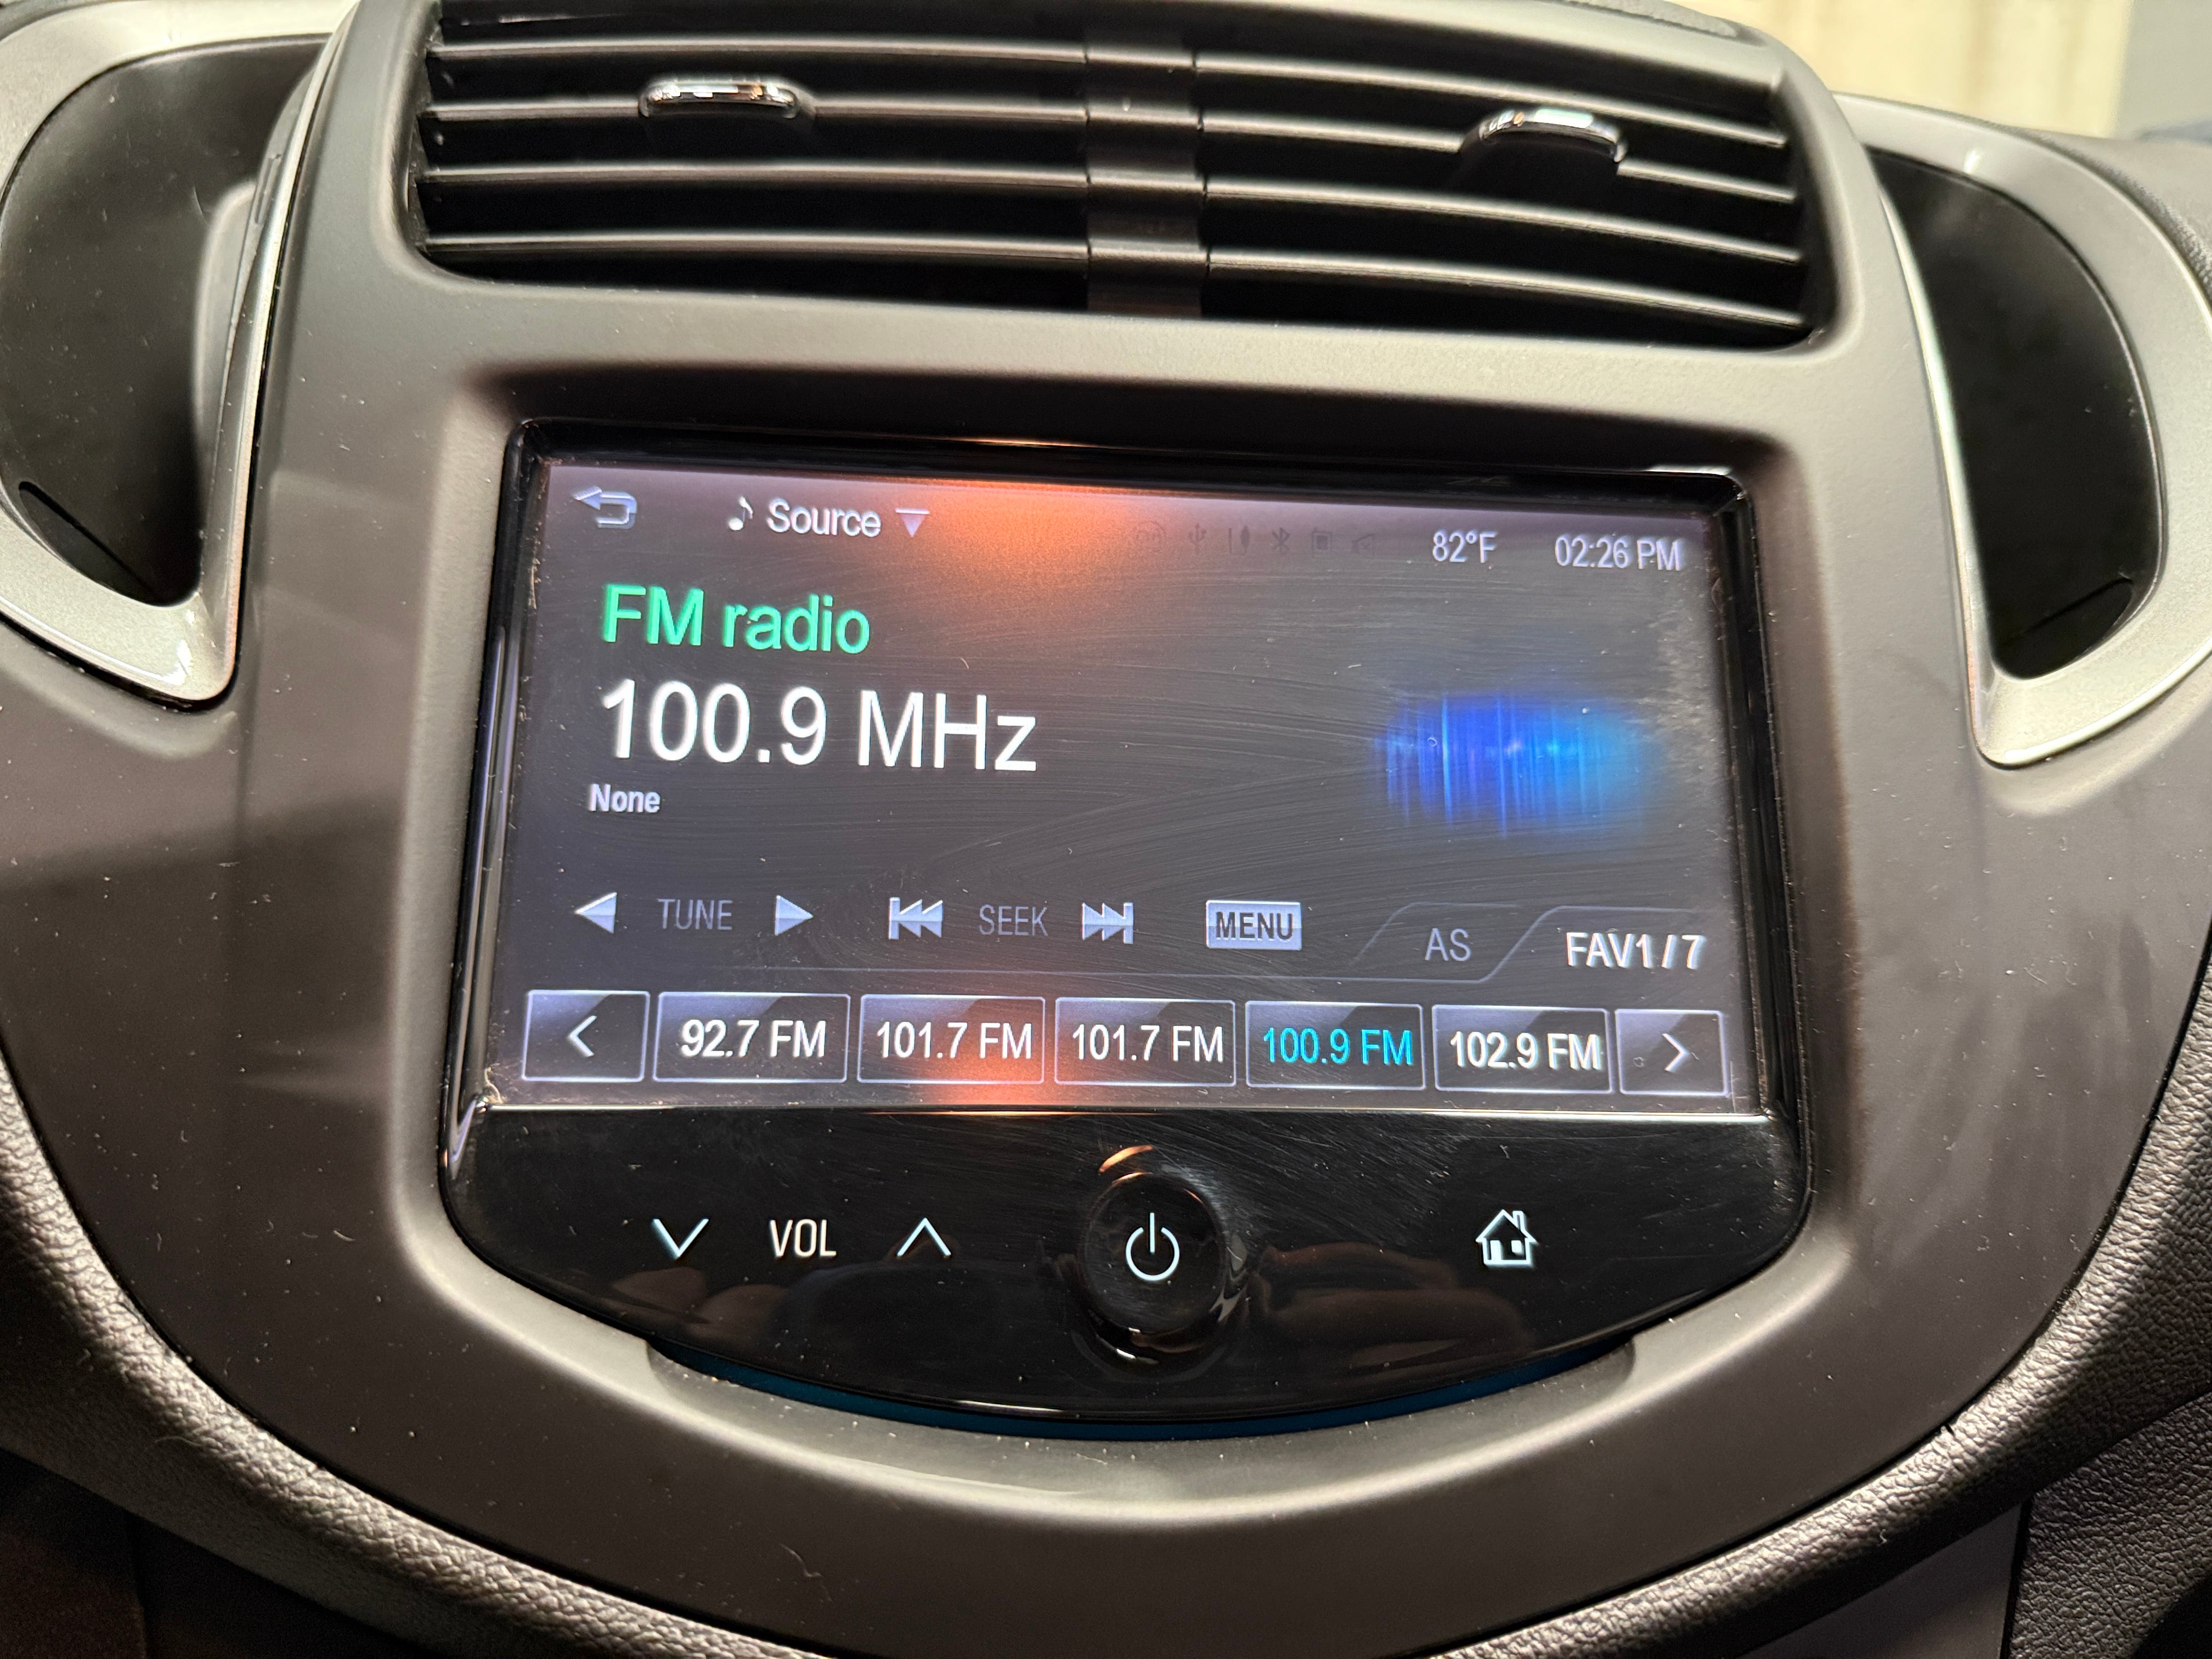 Source
82°F 02:26 PM
FM radio
100.9 MHz
None
TUNE SEEK MENU AS FAV1/7
92.7 FM 101.7 FM 101.7 FM 100.9 FM 102.9 FM
VOL